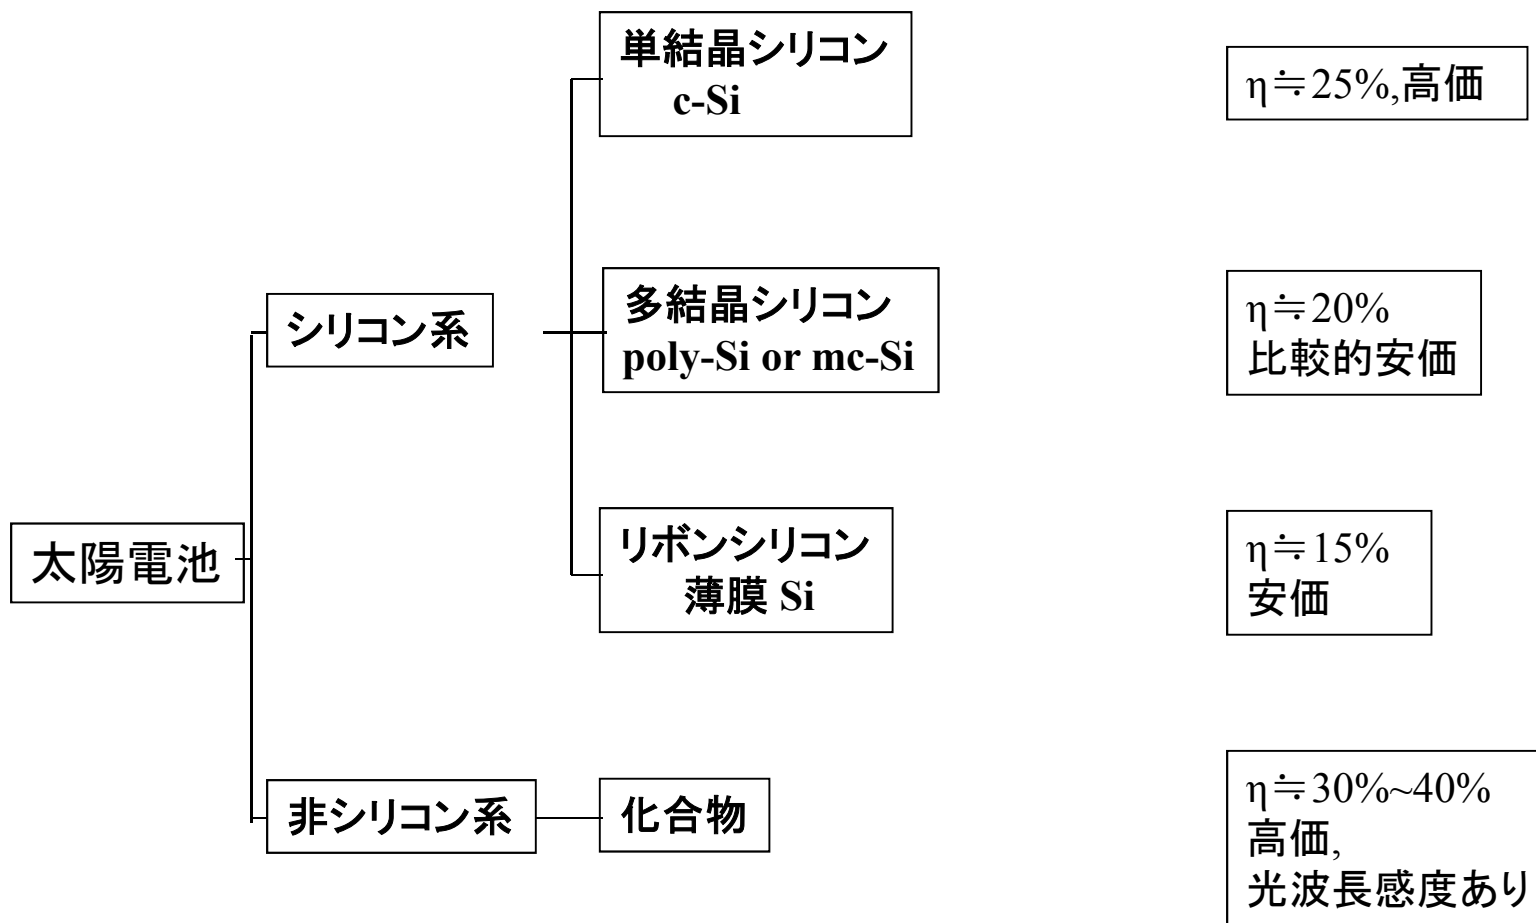 単結晶シリコン
c-Si
η≒25%,高価
シリコン系
多結晶シリコン
poly-Si or mc-Si
η≒20%
比較的安価
太陽電池
リボンシリコン
薄膜 Si
η≒15%
安価
非シリコン系
化合物
η≒30%~40%
高価,
光波長感度あり